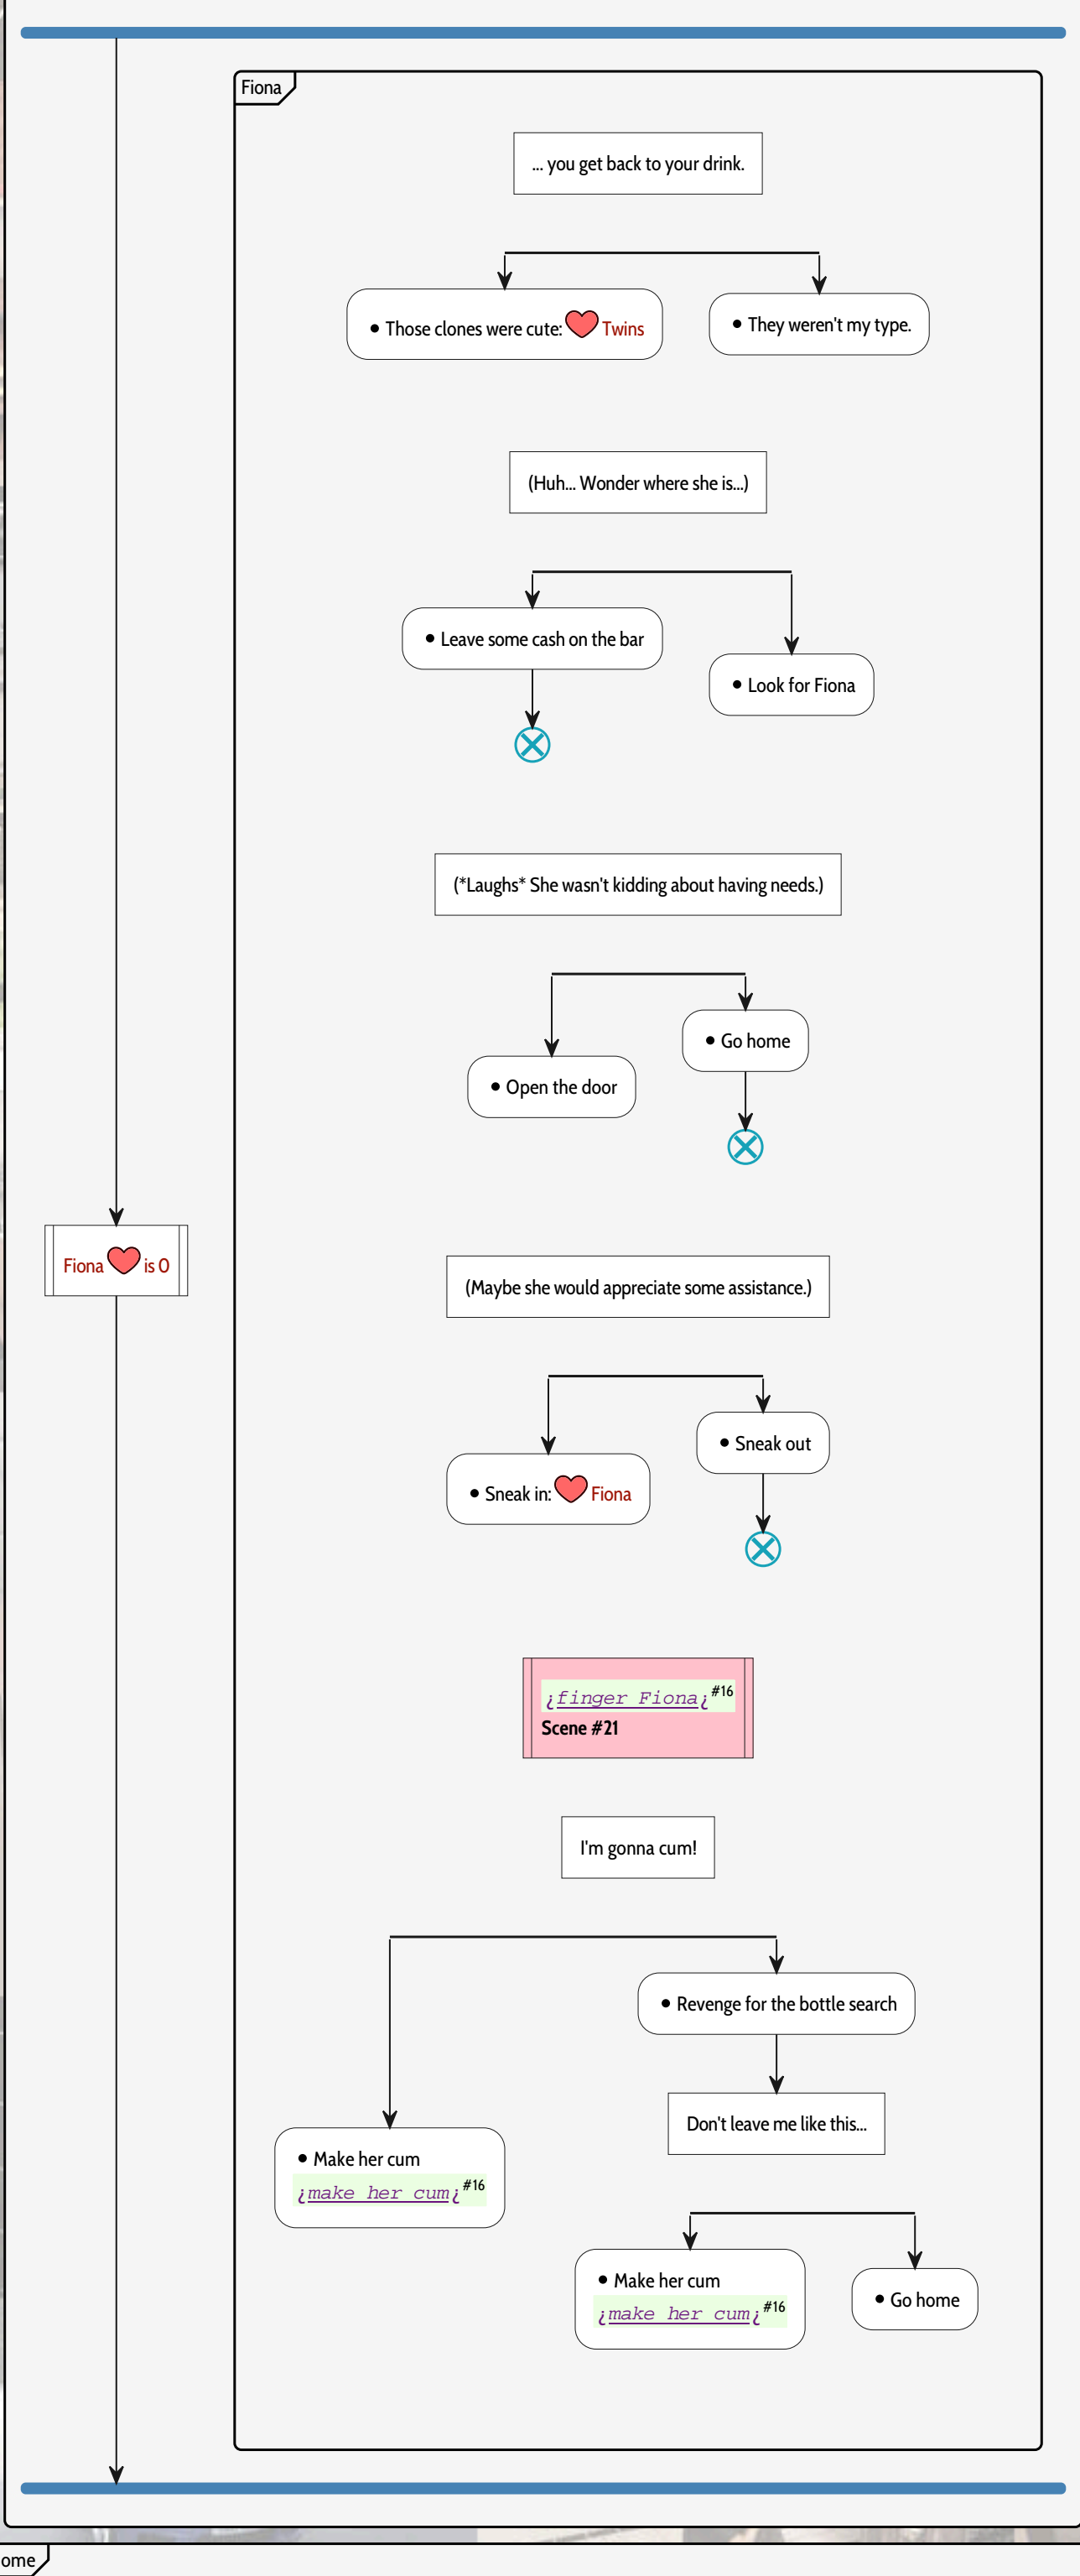 Fiona
... you get back to your drink.
• Those clones were cute: Twins
• They weren't my type.
(Huh... Wonder where she is...)
• Leave some cash on the bar
• Look for Fiona
(*Laughs* She wasn't kidding about having needs.)
• Go home
• Open the door
Fiona is 0
(Maybe she would appreciate some assistance.)
• Sneak out
• Sneak in: Fiona
¿finger Fiona¿#16
Scene #21
I'm gonna cum!
• Revenge for the bottle search
Don't leave me like this...
• Make her cum
¿make her cum¿#16
• Make her cum
¿make her cum¿#16
• Go home
ome